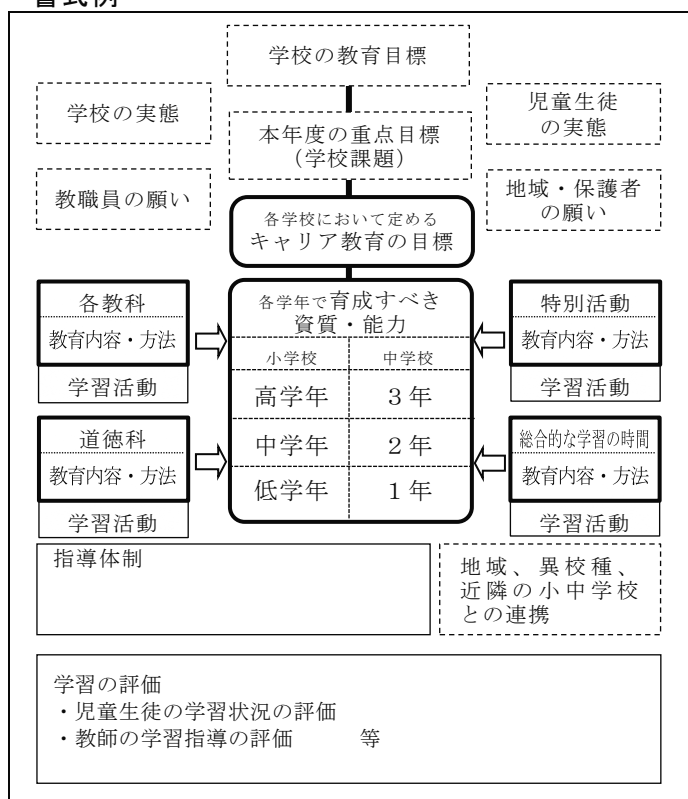 書式例
学校の教育目標
学校の実態
児童生徒
の実態
本年度の重点目標
(学校課題)
教職員の願い
地域・保護者
の願い
各学校において定める
キャリア教育の目標
各教科
教育内容・方法
学習活動
道徳科
教育内容・方法
学習活動
各学年で育成すべき
資質・能力
小学校 中学校
高学年 3年
中学年 2年
低学年 1年
特別活動
教育内容・方法
学習活動
総合的な学習の時間
教育内容・方法
学習活動
指導体制
地域、異校種、
近隣の小中学校
との連携
学習の評価
・児童生徒の学習状況の評価
・教師の学習指導の評価 等